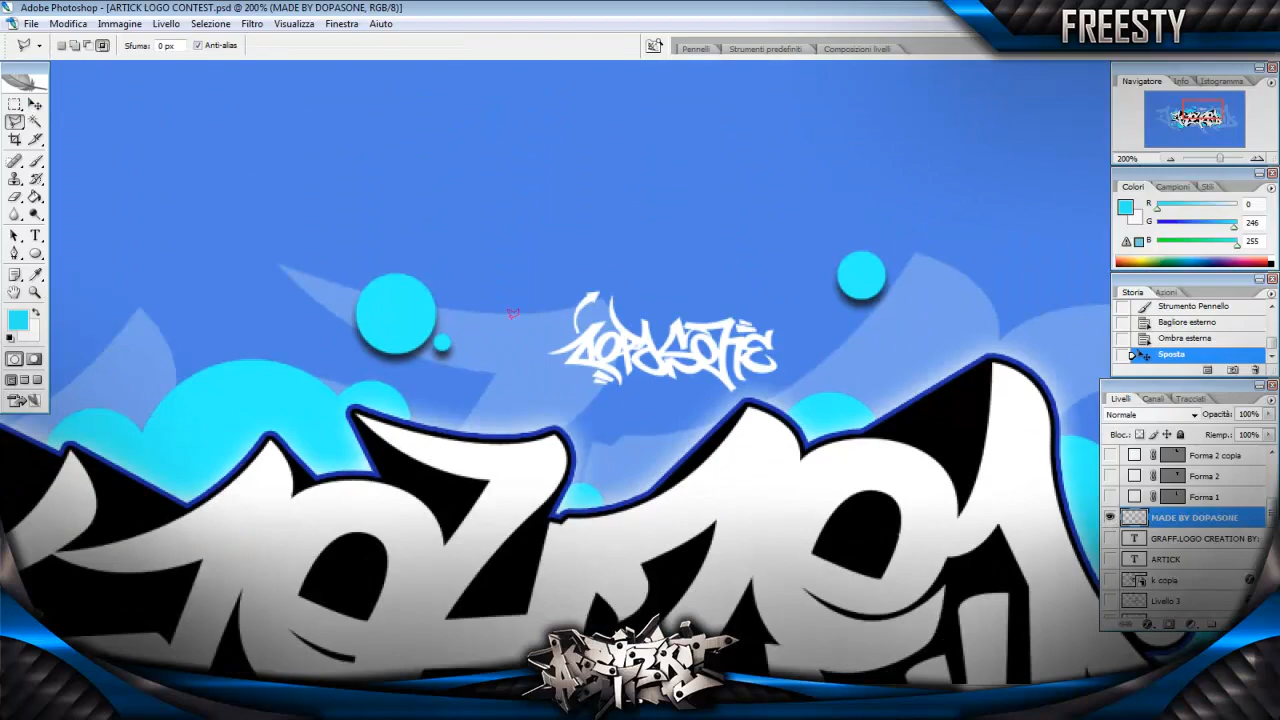 Adobe Photoshop - [ARTICK LOGO CONTEST.psd @ 200% (MADE BY DOPASONE, RGB/8)]
File Modifica Immagine Livello Selezione Filtro Visualizza Finestra Aiuto
FREESTY
Sfuma: 0 px Anti-alias
Pennelli Strumenti predefiniti Composizioni livelli
Navigatore Info Istogramma
200%
Colori Campioni Stili
R 0
G 246
B 255
Storia Azioni
Strumento Pennello
Bagliore esterno
Ombra esterna
Sposta
DOPASONE
Livelli Canali Tracciati
Normale Opacità: 100%
Bloc.: Riemp.: 100%
Forma 2 copia
Forma 2
Forma 1
MADE BY DOPASONE
GRAFF.LOGO CREATION BY:
ARTICK
k copia
Livello 3